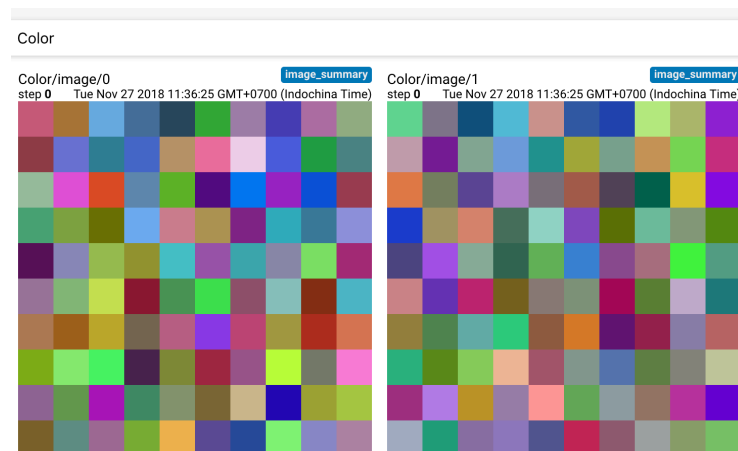 Color
Color/image/0
image_summary
step 0 Tue Nov 27 2018 11:36:25 GMT+0700 (Indochina Time)
Color/image/1
image_summary
step 0 Tue Nov 27 2018 11:36:25 GMT+0700 (Indochina Time)